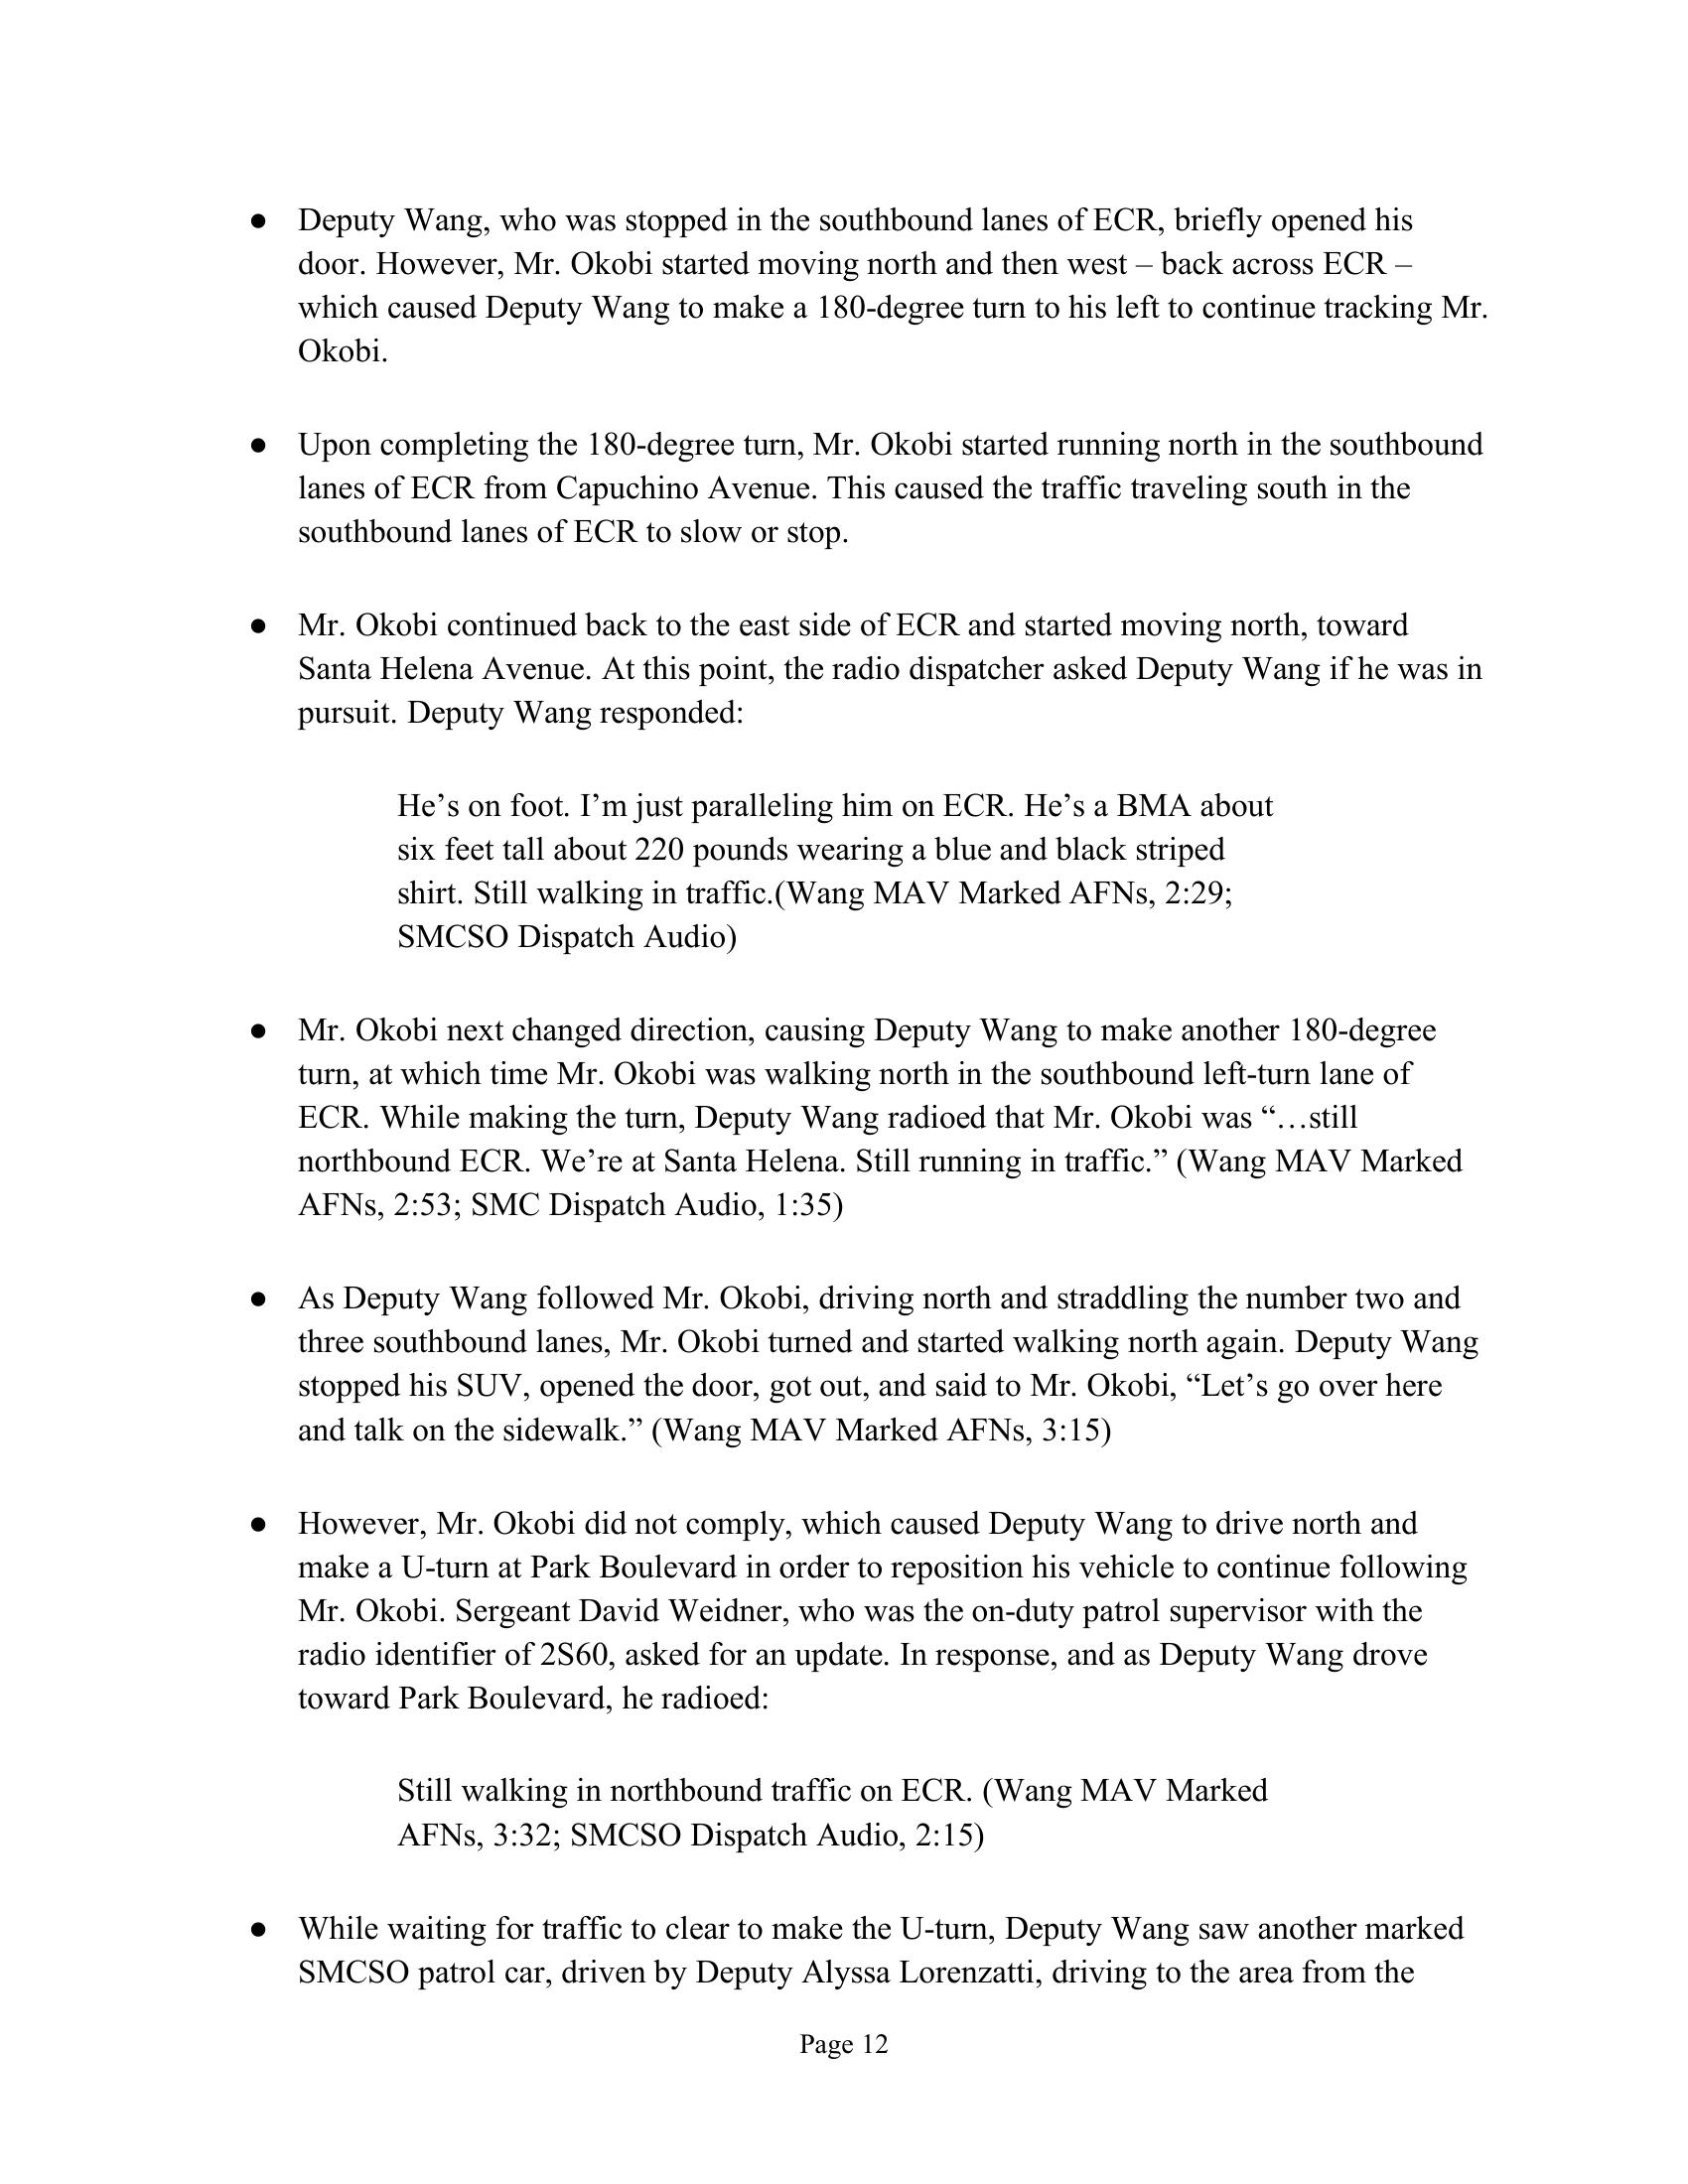 ● Deputy Wang, who was stopped in the southbound lanes of ECR, briefly opened his
door. However, Mr. Okobi started moving north and then west – back across ECR –
which caused Deputy Wang to make a 180-degree turn to his left to continue tracking Mr.
Okobi.
● Upon completing the 180-degree turn, Mr. Okobi started running north in the southbound
lanes of ECR from Capuchino Avenue. This caused the traffic traveling south in the
southbound lanes of ECR to slow or stop.
● Mr. Okobi continued back to the east side of ECR and started moving north, toward
Santa Helena Avenue. At this point, the radio dispatcher asked Deputy Wang if he was in
pursuit. Deputy Wang responded:
He’s on foot. I’m just paralleling him on ECR. He’s a BMA about
six feet tall about 220 pounds wearing a blue and black striped
shirt. Still walking in traffic.(Wang MAV Marked AFNs, 2:29;
SMCSO Dispatch Audio)
● Mr. Okobi next changed direction, causing Deputy Wang to make another 180-degree
turn, at which time Mr. Okobi was walking north in the southbound left-turn lane of
ECR. While making the turn, Deputy Wang radioed that Mr. Okobi was “…still
northbound ECR. We’re at Santa Helena. Still running in traffic.” (Wang MAV Marked
AFNs, 2:53; SMC Dispatch Audio, 1:35)
● As Deputy Wang followed Mr. Okobi, driving north and straddling the number two and
three southbound lanes, Mr. Okobi turned and started walking north again. Deputy Wang
stopped his SUV, opened the door, got out, and said to Mr. Okobi, “Let’s go over here
and talk on the sidewalk.” (Wang MAV Marked AFNs, 3:15)
● However, Mr. Okobi did not comply, which caused Deputy Wang to drive north and
make a U-turn at Park Boulevard in order to reposition his vehicle to continue following
Mr. Okobi. Sergeant David Weidner, who was the on-duty patrol supervisor with the
radio identifier of 2S60, asked for an update. In response, and as Deputy Wang drove
toward Park Boulevard, he radioed:
Still walking in northbound traffic on ECR. (Wang MAV Marked
AFNs, 3:32; SMCSO Dispatch Audio, 2:15)
● While waiting for traffic to clear to make the U-turn, Deputy Wang saw another marked
SMCSO patrol car, driven by Deputy Alyssa Lorenzatti, driving to the area from the
Page 12